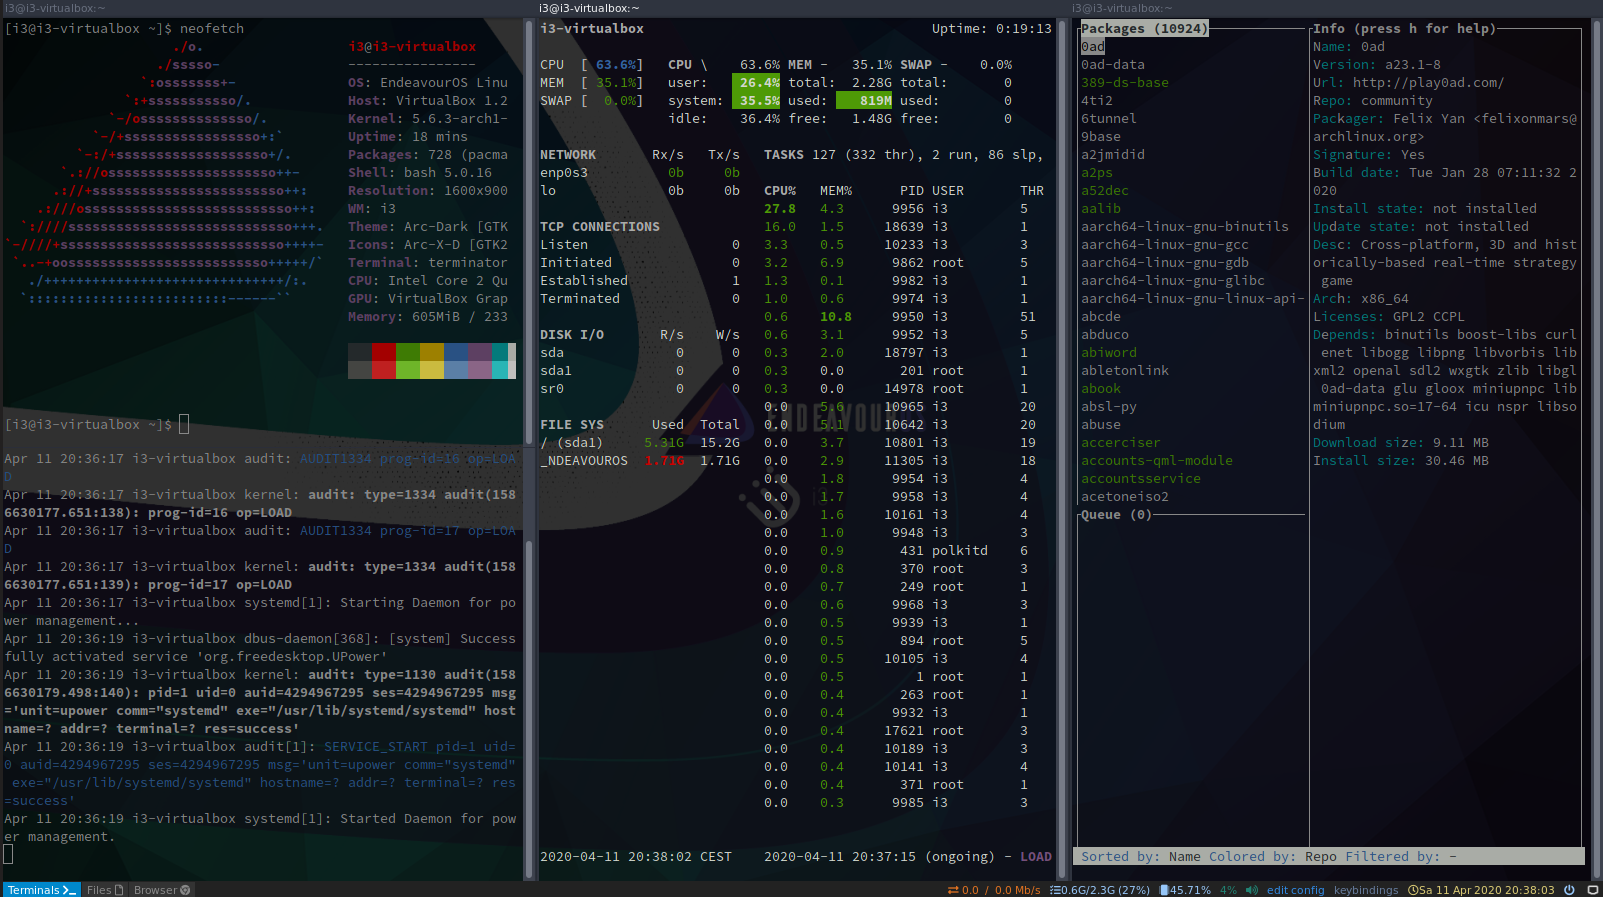 i3@i3-virtualbox:~
[i3@i3-virtualbox ~]$ neofetch
i3@i3-virtualbox
----------------
OS: EndeavourOS Linu
Host: VirtualBox 1.2
Kernel: 5.6.3-arch1-
Uptime: 18 mins
Packages: 728 (pacma
Shell: bash 5.0.16
Resolution: 1600x900
WM: i3
Theme: Arc-Dark [GTK
Icons: Arc-X-D [GTK2
Terminal: terminator
CPU: Intel Core 2 Qu
GPU: VirtualBox Grap
Memory: 605MiB / 233
./o.
./sssso-
`:osssssss+-
`:+sssssssssso/.
`-/ossssssssssssso/.
`-/+sssssssssssssssso+:`
`-:/+sssssssssssssssssso+/.
`.://osssssssssssssssssssso++-
.://+ssssssssssssssssssssssso++:
.:///ossssssssssssssssssssssssso++:
`:////ssssssssssssssssssssssssssso+++.
`-////+ssssssssssssssssssssssssssso++++-
`..-+oosssssssssssssssssssssssso+++++/`
./++++++++++++++++++++++++++++++/:.
`:::::::::::::::::::::::::------``
[i3@i3-virtualbox ~]$
Apr 11 20:36:17 i3-virtualbox audit: AUDIT1334 prog-id=16 op=LOA
D
Apr 11 20:36:17 i3-virtualbox kernel: audit: type=1334 audit(158
6630177.651:138): prog-id=16 op=LOAD
Apr 11 20:36:17 i3-virtualbox audit: AUDIT1334 prog-id=17 op=LOA
D
Apr 11 20:36:17 i3-virtualbox kernel: audit: type=1334 audit(158
6630177.651:139): prog-id=17 op=LOAD
Apr 11 20:36:17 i3-virtualbox systemd[1]: Starting Daemon for po
wer management...
Apr 11 20:36:19 i3-virtualbox dbus-daemon[368]: [system] Success
fully activated service 'org.freedesktop.UPower'
Apr 11 20:36:19 i3-virtualbox kernel: audit: type=1130 audit(158
6630179.498:140): pid=1 uid=0 auid=4294967295 ses=4294967295 msg
='unit=upower comm="systemd" exe="/usr/lib/systemd/systemd" host
name=? addr=? terminal=? res=success'
Apr 11 20:36:19 i3-virtualbox audit[1]: SERVICE_START pid=1 uid=
0 auid=4294967295 ses=4294967295 msg='unit=upower comm="systemd"
exe="/usr/lib/systemd/systemd" hostname=? addr=? terminal=? res
=success'
Apr 11 20:36:19 i3-virtualbox systemd[1]: Started Daemon for pow
er management.
i3@i3-virtualbox:~
i3-virtualbox Uptime: 0:19:13
CPU [ 63.6%] CPU \ 63.6% MEM - 35.1% SWAP - 0.0%
MEM [ 35.1%] user: 26.4% total: 2.28G total: 0
SWAP [ 0.0%] system: 35.5% used: 819M used: 0
idle: 36.4% free: 1.48G free: 0
NETWORK Rx/s Tx/s
enp0s3 0b 0b
lo 0b 0b
TCP CONNECTIONS
Listen 0
Initiated 0
Established 1
Terminated 0
DISK I/O R/s W/s
sda 0 0
sda1 0 0
sr0 0 0
FILE SYS Used Total
/ (sda1) 5.31G 15.2G
_NDEAVOUROS 1.71G 1.71G
TASKS 127 (332 thr), 2 run, 86 slp,
CPU% MEM% PID USER THR
27.8 4.3 9956 i3 5
16.0 1.5 18639 i3 1
3.3 0.5 10233 i3 3
3.2 6.9 9862 root 5
1.3 0.1 9982 i3 1
1.0 0.6 9974 i3 1
0.6 10.8 9950 i3 51
0.6 3.1 9952 i3 5
0.3 2.0 18797 i3 1
0.3 0.0 201 root 1
0.3 0.0 14978 root 1
0.0 5.6 10965 i3 20
0.0 5.1 10642 i3 20
0.0 3.7 10801 i3 19
0.0 2.9 11305 i3 18
0.0 1.8 9954 i3 4
0.0 1.7 9958 i3 4
0.0 1.6 10161 i3 4
0.0 1.0 9948 i3 3
0.0 0.9 431 polkitd 6
0.0 0.8 370 root 3
0.0 0.7 249 root 1
0.0 0.6 9968 i3 3
0.0 0.5 9939 i3 1
0.0 0.5 894 root 5
0.0 0.5 10105 i3 4
0.0 0.5 1 root 1
0.0 0.4 263 root 1
0.0 0.4 9932 i3 1
0.0 0.4 17621 root 3
0.0 0.4 10189 i3 3
0.0 0.4 10141 i3 4
0.0 0.4 371 root 1
0.0 0.3 9985 i3 3
ENDEAVOUROS
2020-04-11 20:38:02 CEST 2020-04-11 20:37:15 (ongoing) - LOAD
i3@i3-virtualbox:~
Packages (10924)
0ad
0ad-data
389-ds-base
4ti2
6tunnel
9base
a2jmidid
a2ps
a52dec
aalib
aarch64-linux-gnu-binutils
aarch64-linux-gnu-gcc
aarch64-linux-gnu-gdb
aarch64-linux-gnu-glibc
aarch64-linux-gnu-linux-api-
abcde
abduco
abiword
abletonlink
abook
absl-py
abuse
accerciser
accounts-qml-module
accountsservice
acetoneiso2
Queue (0)
Info (press h for help)
Name: 0ad
Version: a23.1-8
Url: http://play0ad.com/
Repo: community
Packager: Felix Yan <felixonmars@
archlinux.org>
Signature: Yes
Build date: Tue Jan 28 07:11:32 2
020
Install state: not installed
Update state: not installed
Desc: Cross-platform, 3D and hist
orically-based real-time strategy
game
Arch: x86_64
Licenses: GPL2 CCPL
Depends: binutils boost-libs curl
enet libogg libpng libvorbis lib
xml2 openal sdl2 wxgtk zlib libgl
0ad-data glu gloox miniupnpc lib
miniupnpc.so=17-64 icu nspr libso
dium
Download size: 9.11 MB
Install size: 30.46 MB
Sorted by: Name Colored by: Repo Filtered by: -
Terminals Files Browser
0.0 / 0.0 Mb/s 0.6G/2.3G (27%) 45.71% 4% edit config keybindings Sa 11 Apr 2020 20:38:03